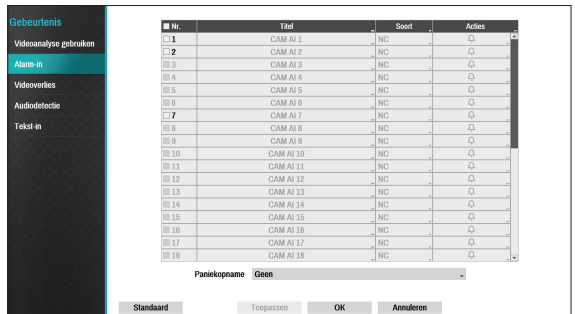 Gebeurtenis
Videoanalyse gebruiken
Alarm-in
Videoverlies
Audiodetectie
Tekst-in
Nr. Titel Soort Acties
1 CAM AI 1 NC
2 CAM AI 2 NC
3 CAM AI 3 NC
4 CAM AI 4 NC
5 CAM AI 5 NC
6 CAM AI 6 NC
7 CAM AI 7 NC
8 CAM AI 8 NC
9 CAM AI 9 NC
10 CAM AI 10 NC
11 CAM AI 11 NC
12 CAM AI 12 NC
13 CAM AI 13 NC
14 CAM AI 14 NC
15 CAM AI 15 NC
16 CAM AI 16 NC
17 CAM AI 17 NC
18 CAM AI 18 NC
Paniekopname Geen
Standaard Toepassen OK Annuleren